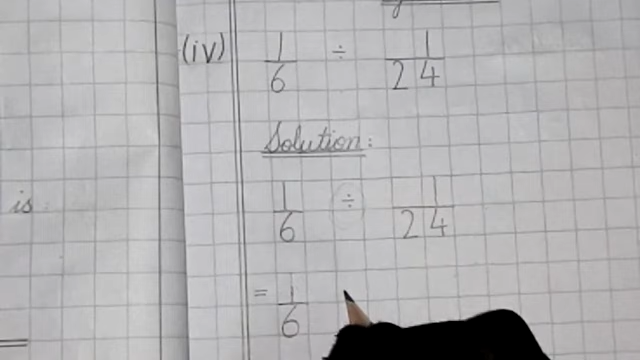 (iv) 1/6 ÷ 1/24
Solution:
is
1/6 ÷ 1/24
= 1/6